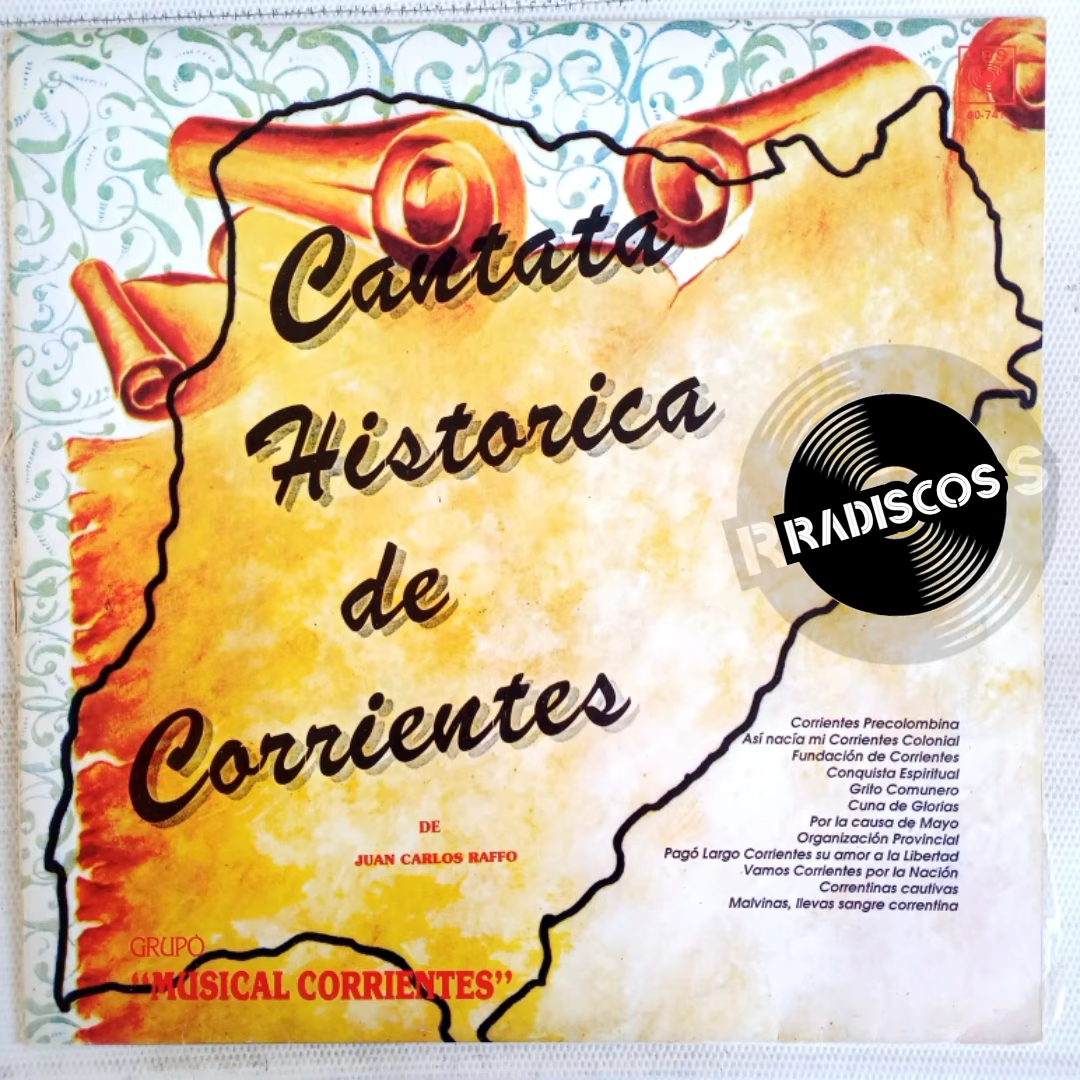 CBS
Cantata
Historica
de
Corrientes
DE
JUAN CARLOS RAFFO
RADISCOS
Corrientes Precolombina
Así nacía mi Corrientes Colonial
Fundación de Corrientes
Conquista Espiritual
Grito Comunero
Cuna de Glorias
Por la causa de Mayo
Organización Provincial
Pagó Largo Corrientes su amor a la Libertad
Vamos Corrientes por la Nación
Correntinas cautivas
Malvinas, llevas sangre correntina
GRUPO
“MUSICAL CORRIENTES”